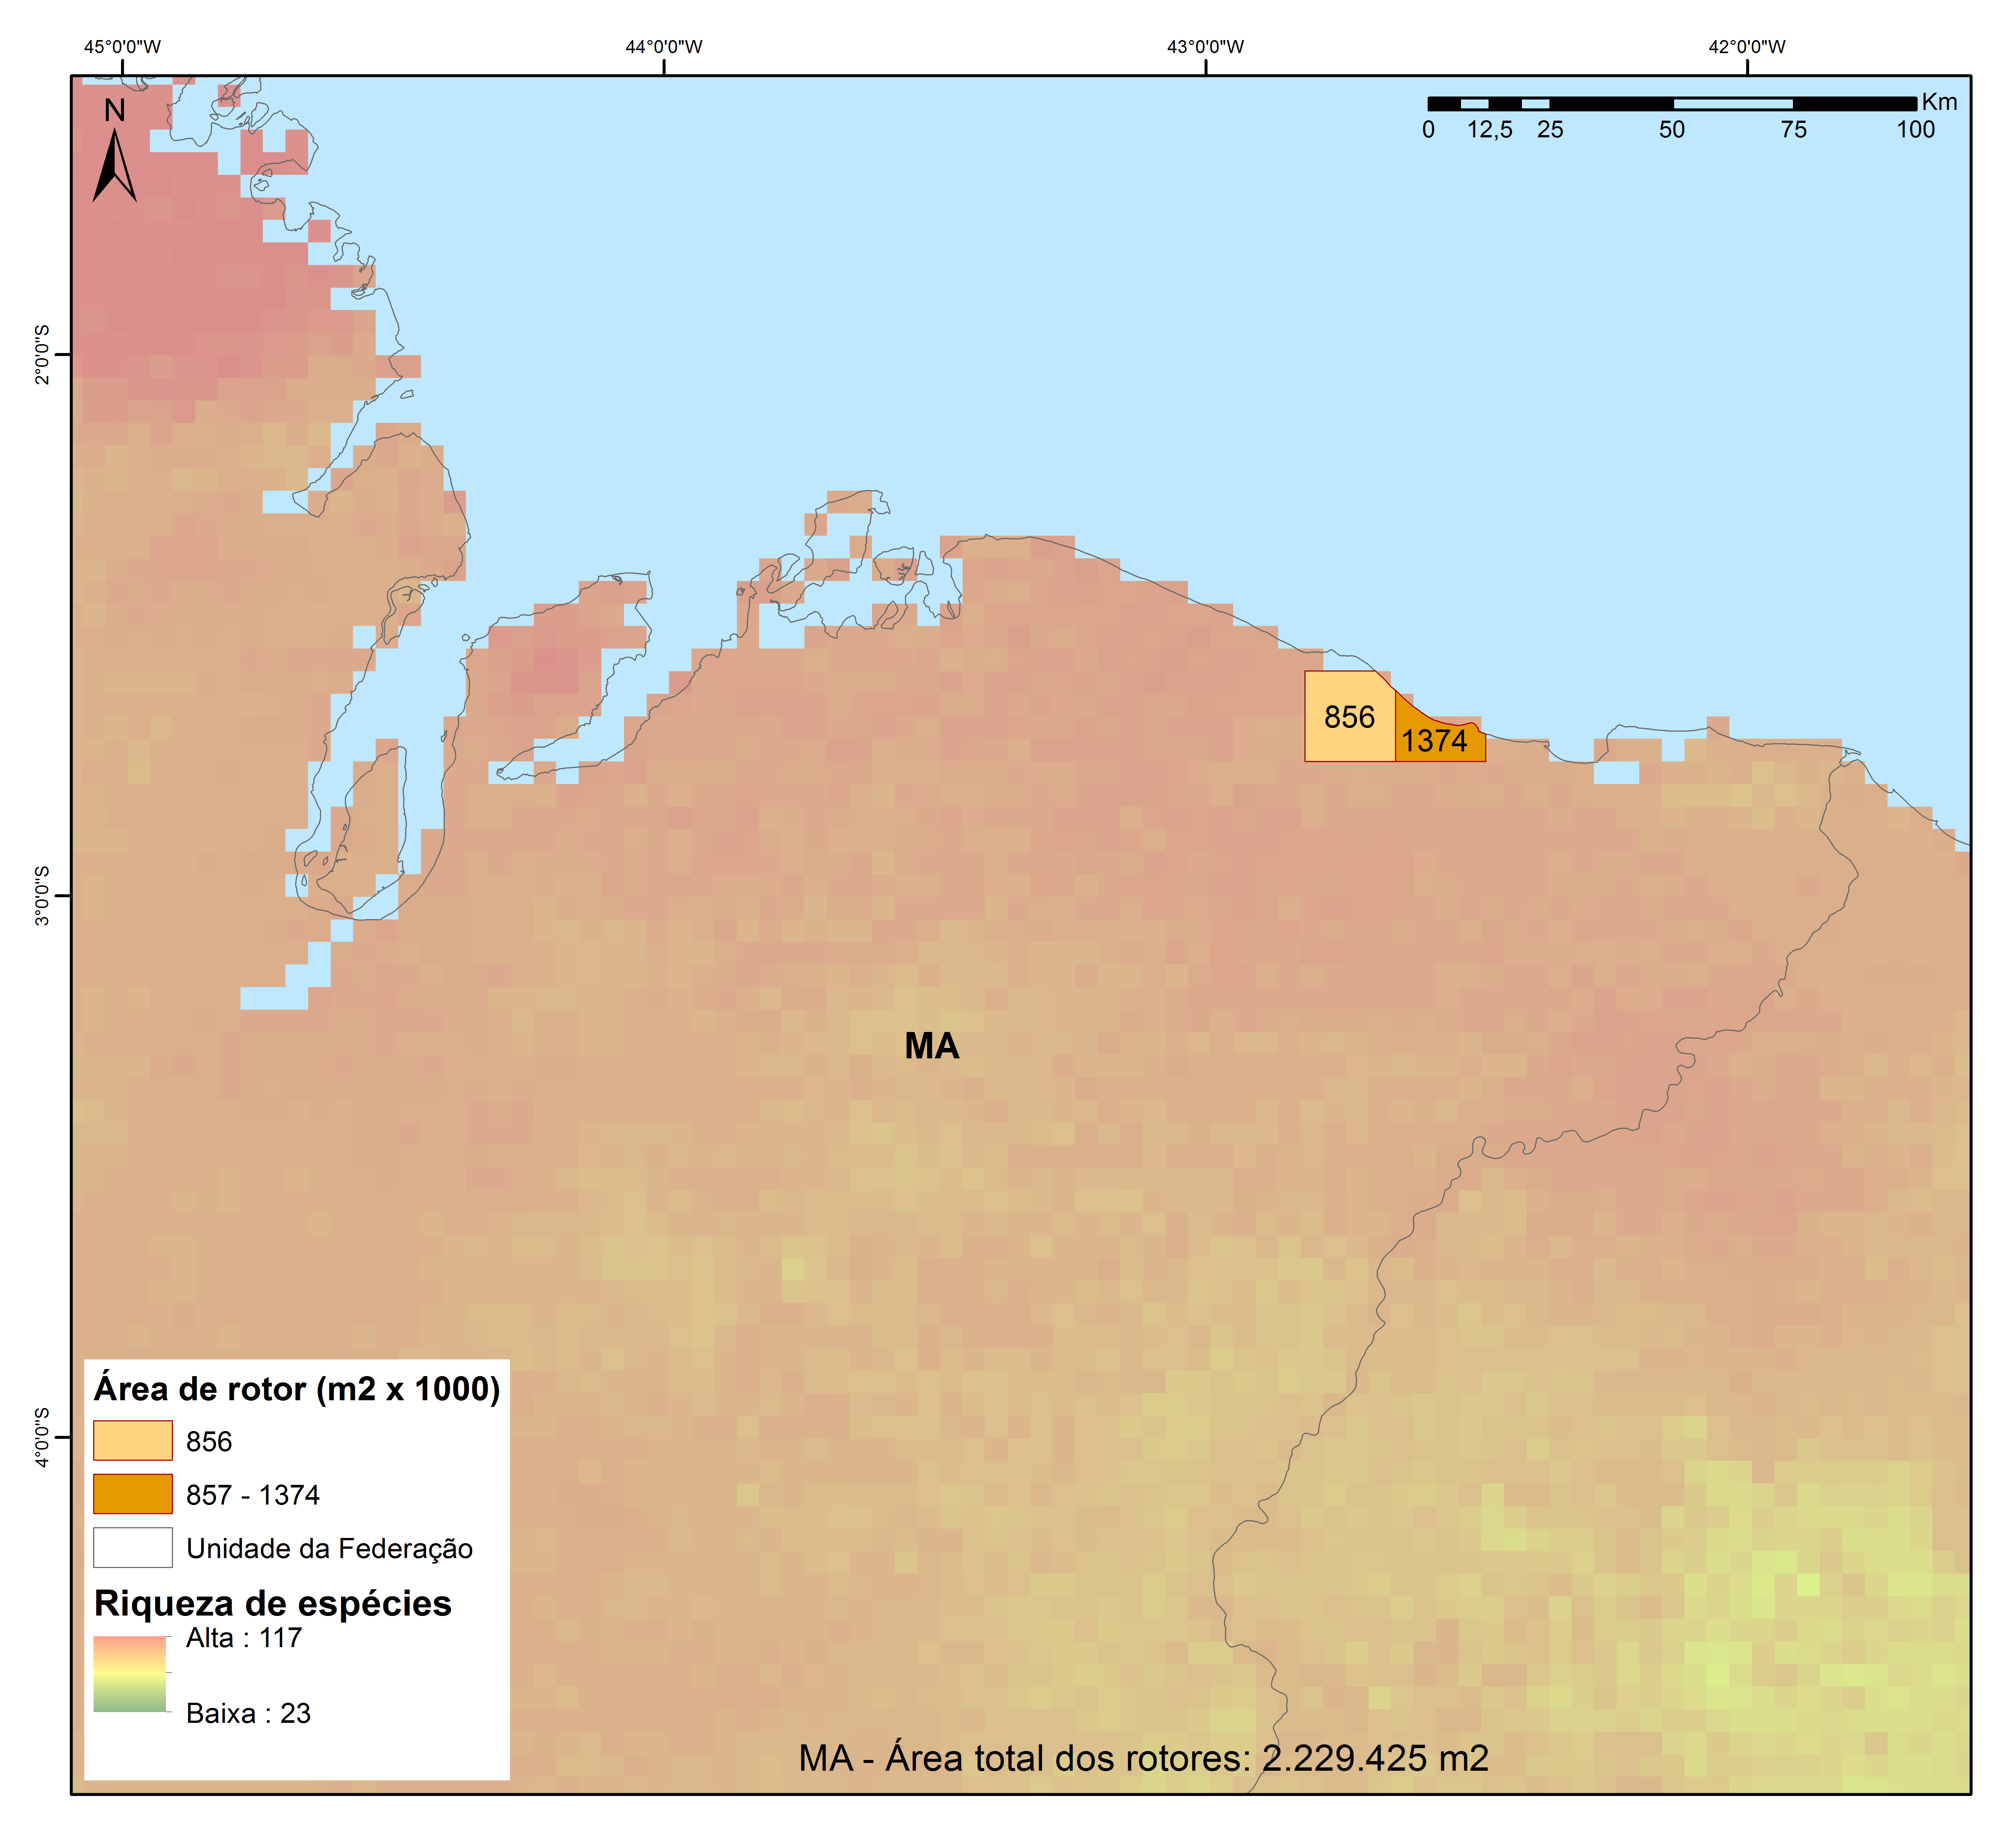 45°0'0"W 44°0'0"W 43°0'0"W 42°0'0"W
N
Km
0 12,5 25 50 75 100
2°0'0"S
856
1374
3°0'0"S
MA
Área de rotor (m2 x 1000)
856
4°0'0"S
857 - 1374
Unidade da Federação
Riqueza de espécies
Alta : 117
Baixa : 23
MA - Área total dos rotores: 2.229.425 m2